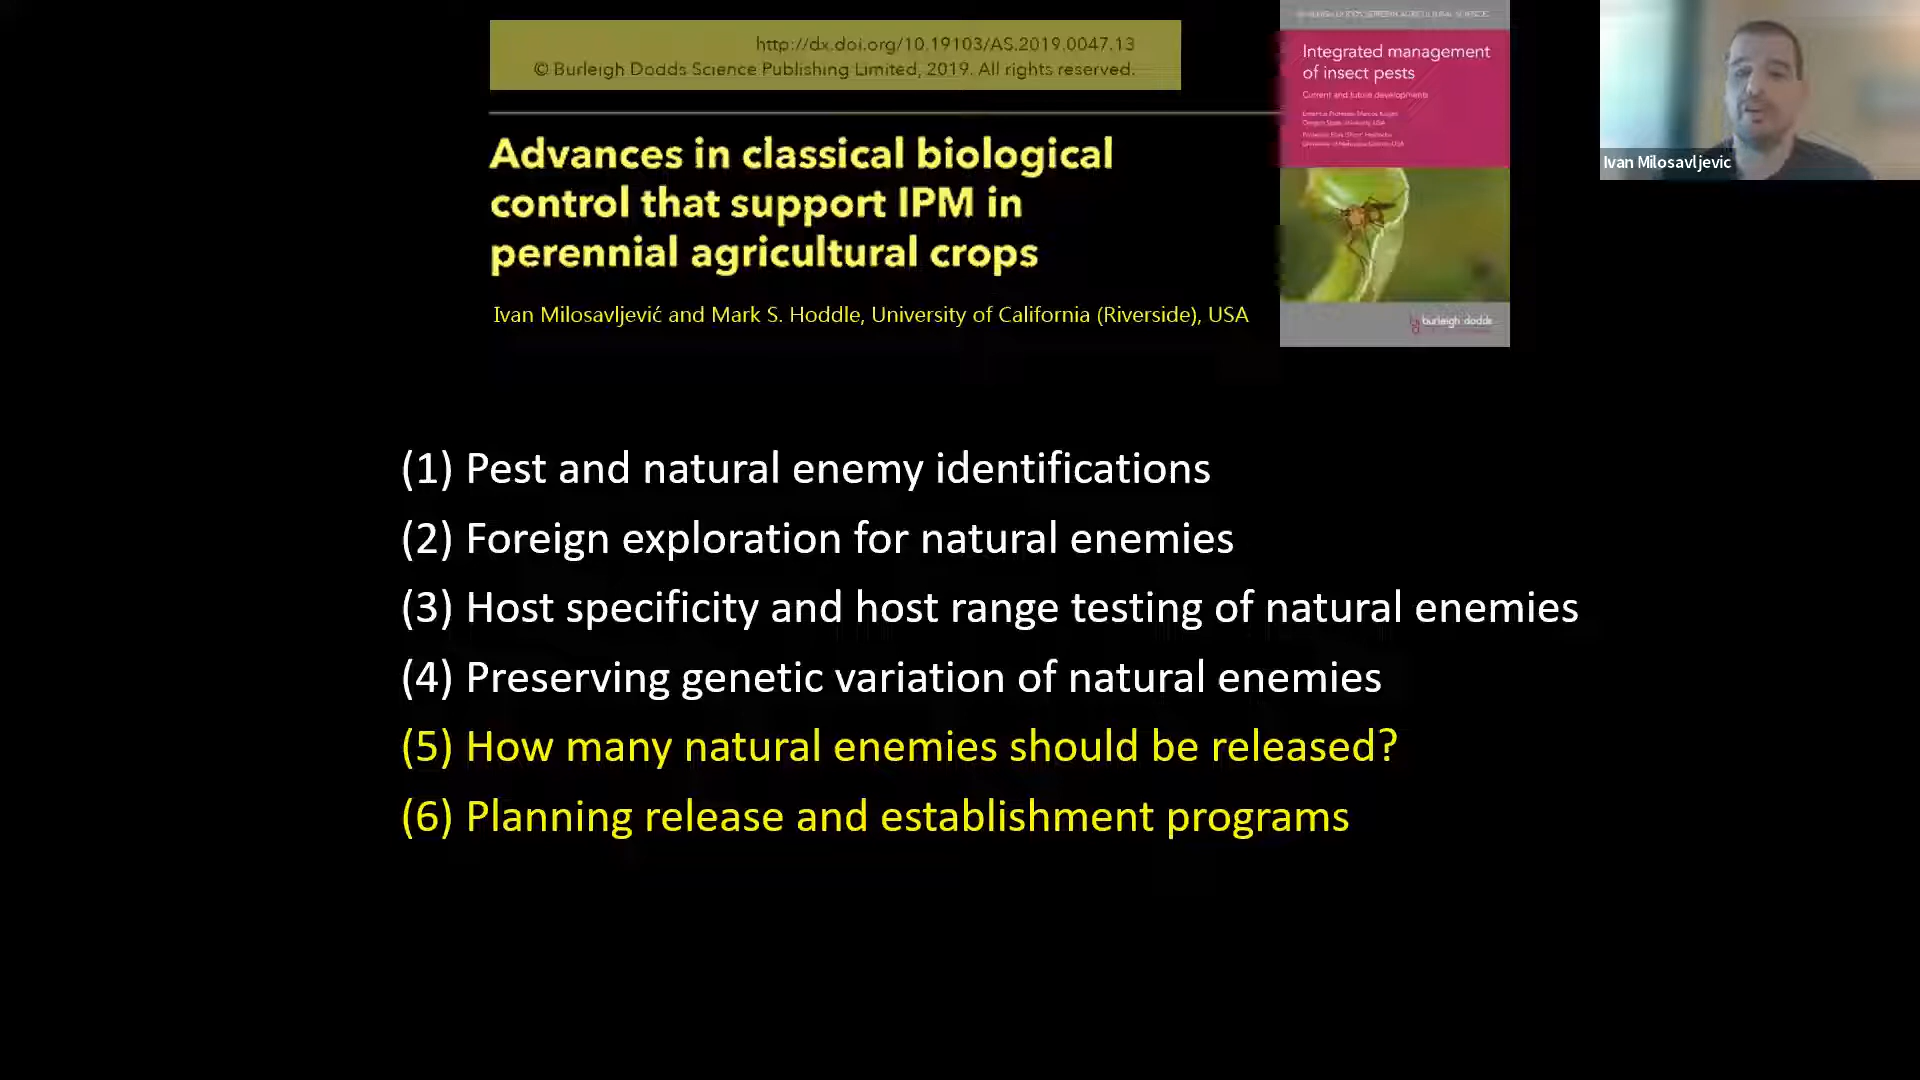 http://dx.doi.org/10.19103/AS.2019.0047.13
© Burleigh Dodds Science Publishing Limited, 2019. All rights reserved.
Advances in classical biological
control that support IPM in
perennial agricultural crops
Ivan Milosavljević and Mark S. Hoddle, University of California (Riverside), USA
Integrated management
of insect pests
Current and future developments
burleigh dodds
Ivan Milosavljevic
(1) Pest and natural enemy identifications
(2) Foreign exploration for natural enemies
(3) Host specificity and host range testing of natural enemies
(4) Preserving genetic variation of natural enemies
(5) How many natural enemies should be released?
(6) Planning release and establishment programs